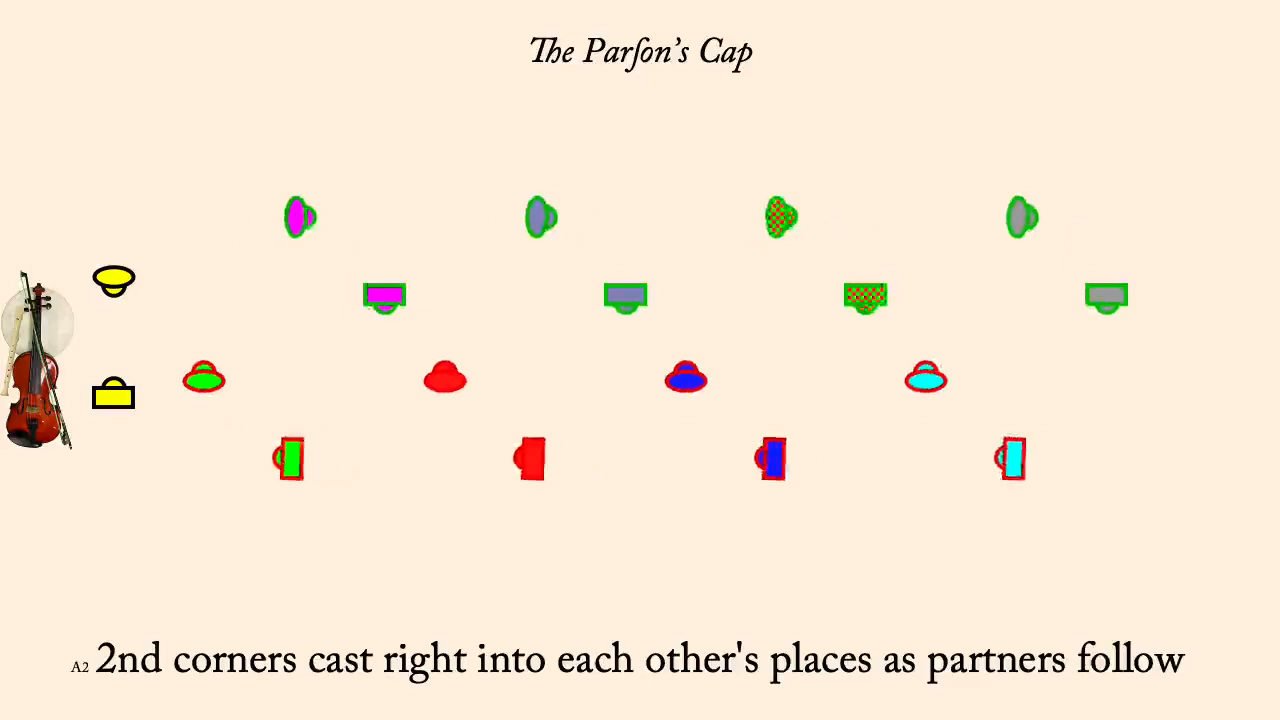 The Parſon's Cap
A2 2nd corners cast right into each other's places as partners follow